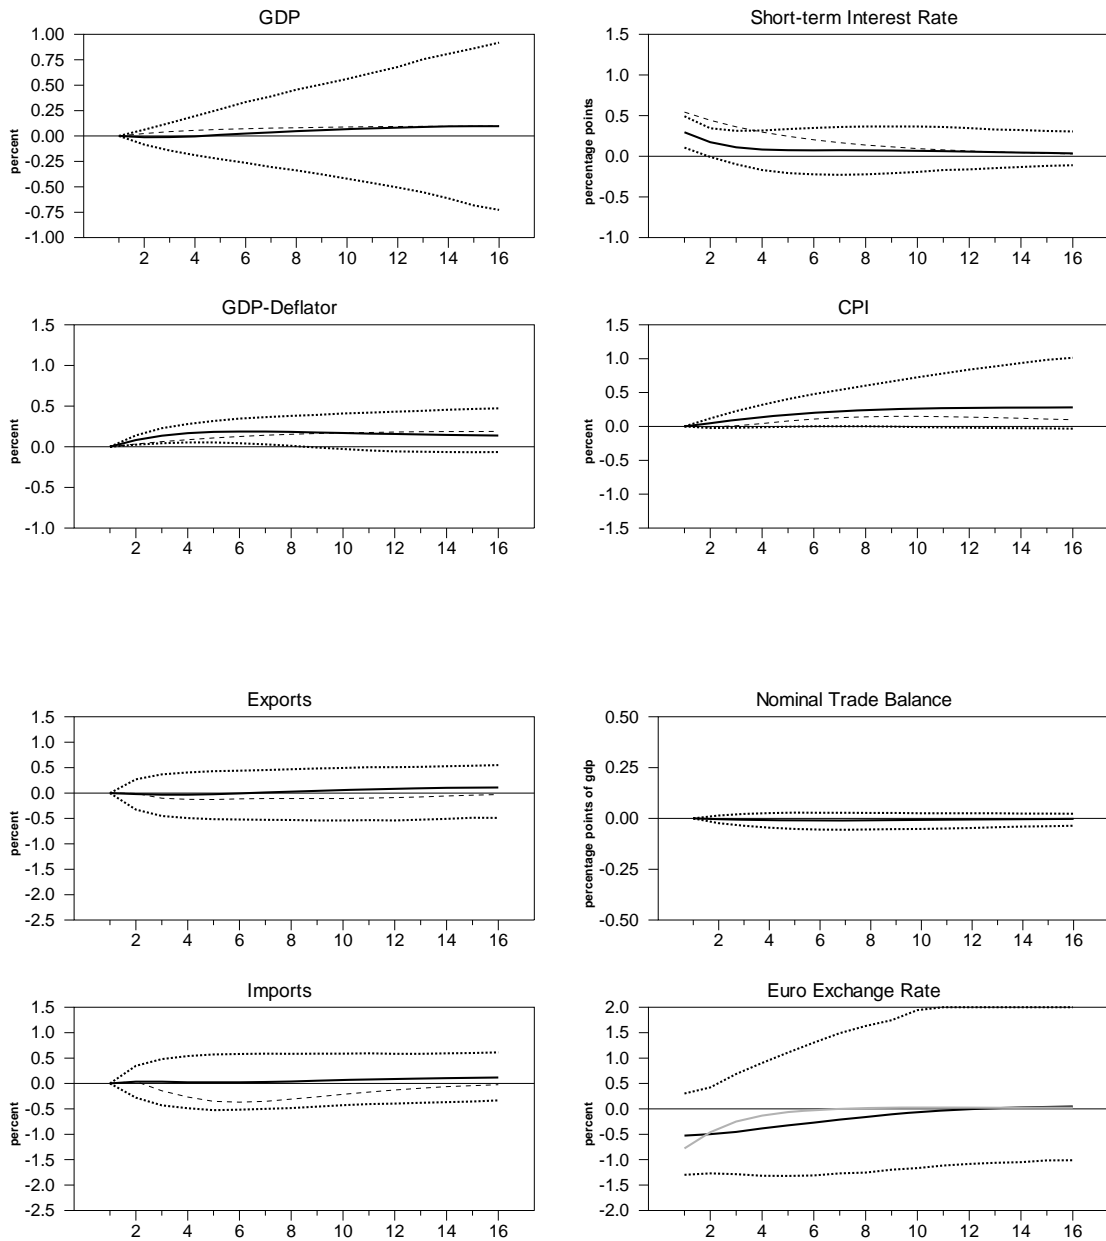 GDP
percent
1.00
0.75
0.50
0.25
0.00
-0.25
-0.50
-0.75
-1.00
2 4 6 8 10 12 14 16
Short-term Interest Rate
percentage points
1.5
1.0
0.5
0.0
-0.5
-1.0
2 4 6 8 10 12 14 16
GDP-Deflator
percent
1.5
1.0
0.5
0.0
-0.5
-1.0
2 4 6 8 10 12 14 16
CPI
percent
1.5
1.0
0.5
0.0
-0.5
-1.0
-1.5
2 4 6 8 10 12 14 16
Exports
percent
1.5
1.0
0.5
0.0
-0.5
-1.0
-1.5
-2.0
-2.5
2 4 6 8 10 12 14 16
Nominal Trade Balance
percentage points of gdp
0.50
0.25
0.00
-0.25
-0.50
2 4 6 8 10 12 14 16
Imports
percent
1.5
1.0
0.5
0.0
-0.5
-1.0
-1.5
-2.0
-2.5
2 4 6 8 10 12 14 16
Euro Exchange Rate
percent
2.0
1.5
1.0
0.5
0.0
-0.5
-1.0
-1.5
-2.0
2 4 6 8 10 12 14 16